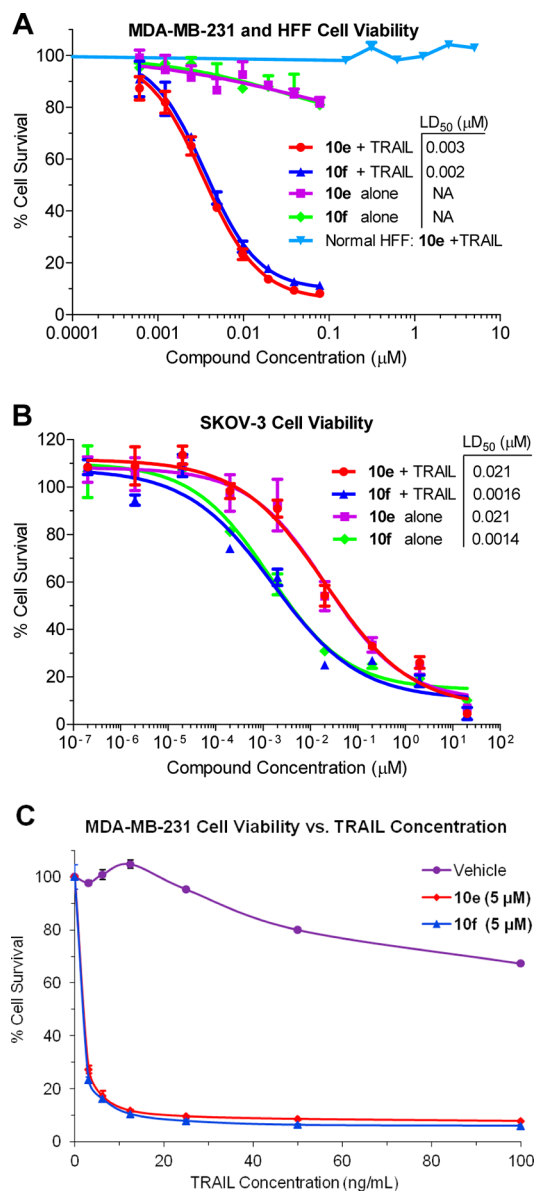 A
MDA-MB-231 and HFF Cell Viability
% Cell Survival
100
80
60
40
20
0
LD50 (µM)
10e + TRAIL 0.003
10f + TRAIL 0.002
10e alone NA
10f alone NA
Normal HFF: 10e +TRAIL
0.0001 0.001 0.01 0.1 1 10
Compound Concentration (µM)
B
SKOV-3 Cell Viability
% Cell Survival
120
100
80
60
40
20
0
LD50 (µM)
10e + TRAIL 0.021
10f + TRAIL 0.0016
10e alone 0.021
10f alone 0.0014
10⁻⁷ 10⁻⁶ 10⁻⁵ 10⁻⁴ 10⁻³ 10⁻² 10⁻¹ 10⁰ 10¹ 10²
Compound Concentration (µM)
C
MDA-MB-231 Cell Viability vs. TRAIL Concentration
% Cell Survival
100
80
60
40
20
0
Vehicle
10e (5 µM)
10f (5 µM)
0 20 40 60 80 100
TRAIL Concentration (ng/mL)